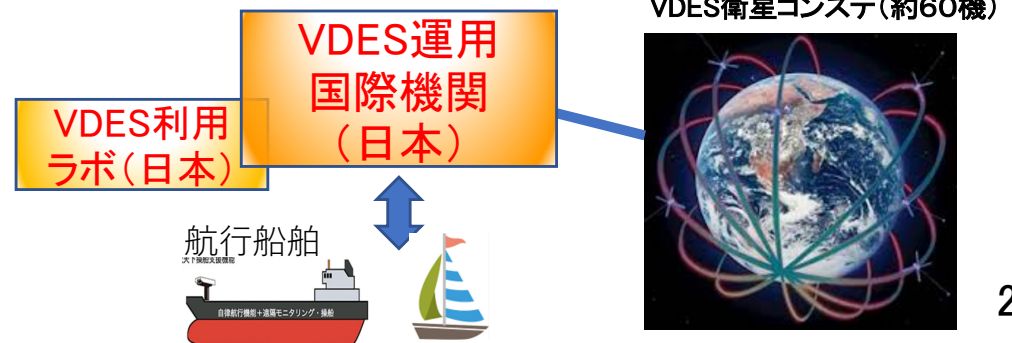 VDES衛星コンステ(約60機)
VDES運用
国際機関
(日本)
VDES利用
ラボ(日本)
航行船舶
自律航行機能+遠隔モニタリング・操船
2